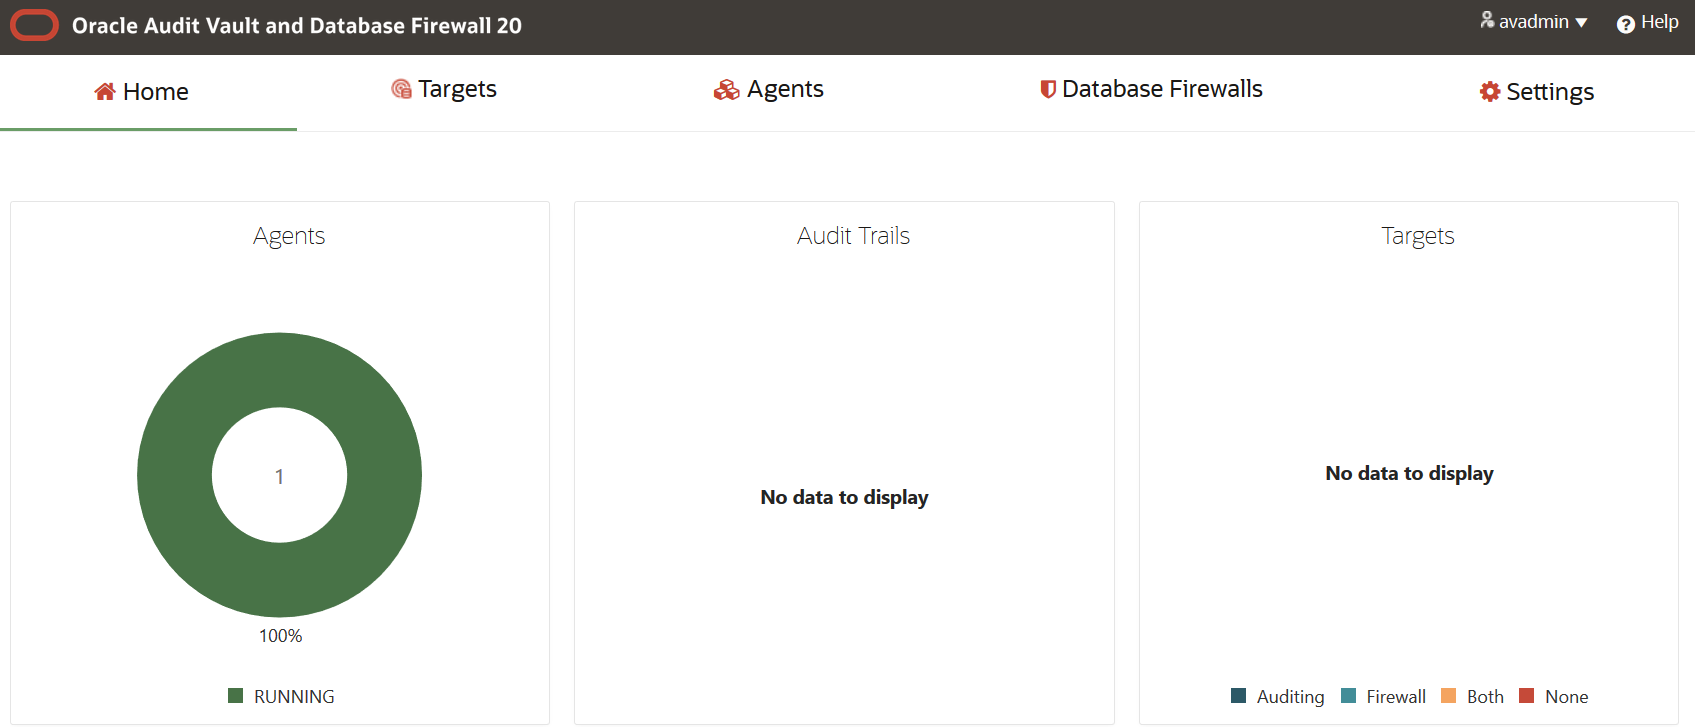 Oracle Audit Vault and Database Firewall 20
avadmin
Help
Home
Targets
Agents
Database Firewalls
Settings
Agents
Audit Trails
Targets
1
100%
RUNNING
No data to display
No data to display
Auditing
Firewall
Both
None